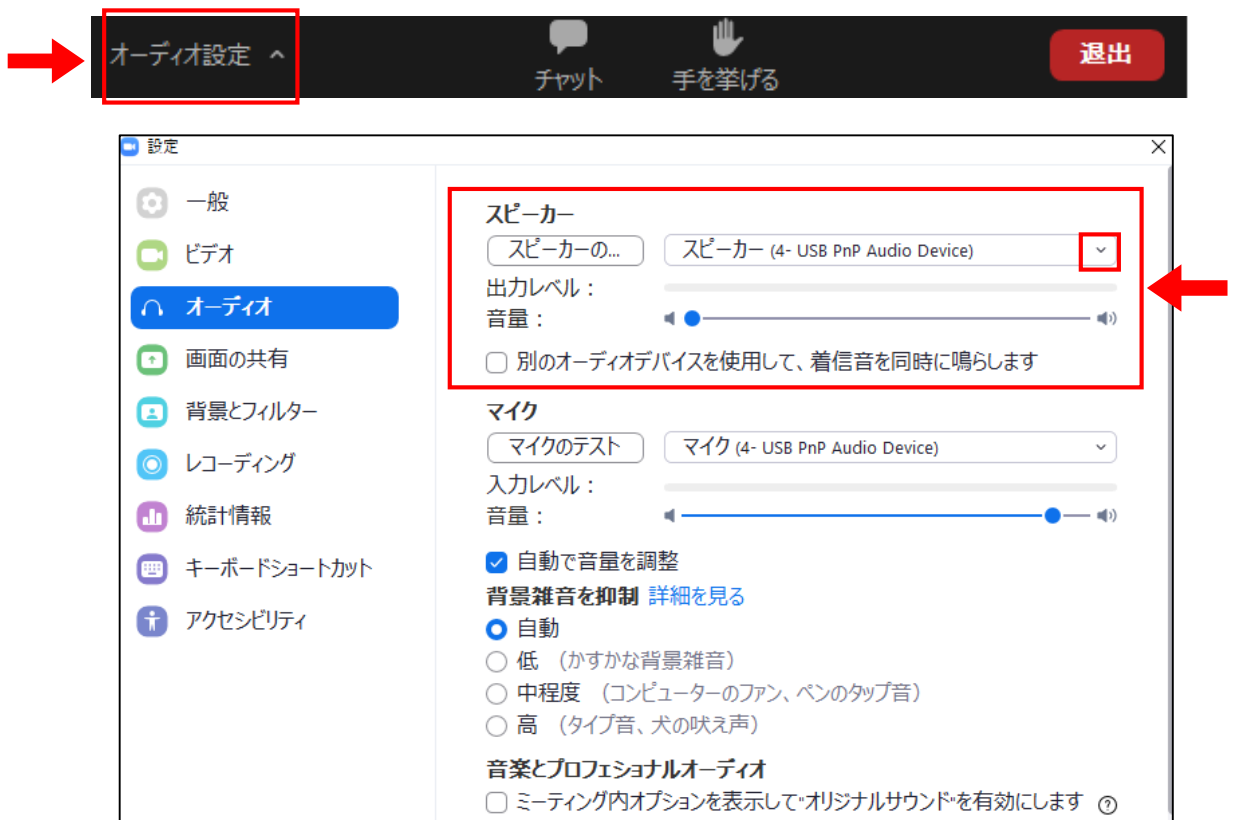 オーディオ設定 ^
チャット
手を挙げる
退出
設定
一般
ビデオ
オーディオ
画面の共有
背景とフィルター
レコーディング
統計情報
キーボードショートカット
アクセシビリティ
スピーカー
スピーカーの... スピーカー (4- USB PnP Audio Device)
出力レベル：
音量：
別のオーディオデバイスを使用して、着信音を同時に鳴らします
マイク
マイクのテスト マイク (4- USB PnP Audio Device)
入力レベル：
音量：
自動で音量を調整
背景雑音を抑制 詳細を見る
自動
低 （かすかな背景雑音）
中程度 （コンピューターのファン、ペンのタップ音）
高 （タイプ音、犬の吠え声）
音楽とプロフェショナルオーディオ
ミーティング内オプションを表示して"オリジナルサウンド"を有効にします ?